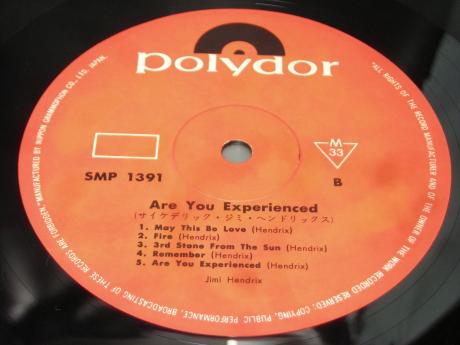 polydor
SMP 1391
M
33
B
Are You Experienced
(サイケデリック・ジミ・ヘンドリックス)
1. May This Be Love (Hendrix)
2. Fire (Hendrix)
3. 3rd Stone From The Sun (Hendrix)
4. Remember (Hendrix)
5. Are You Experienced (Hendrix)
Jimi Hendrix
"ALL RIGHTS OF THE RECORD MANUFACTURER AND OF THE OWNER OF THE WORK RECORDED RESERVED. COPYING, PUBLIC PERFORMANCE, BROADCASTING OF THESE RECORDS ARE FORBIDDEN." MANUFACTURED BY NIPPON GRAMMOPHON CO., LTD., JAPAN.